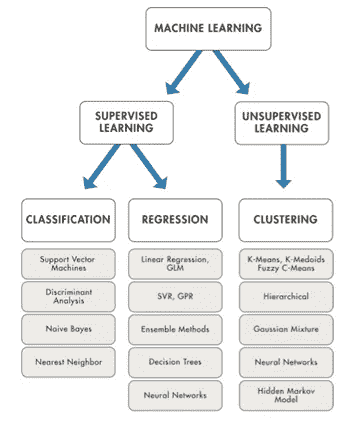 MACHINE LEARNING
SUPERVISED
LEARNING
UNSUPERVISED
LEARNING
CLASSIFICATION
Support Vector
Machines
Discriminant
Analysis
Naive Bayes
Nearest Neighbor
REGRESSION
Linear Regression,
GLM
SVR, GPR
Ensemble Methods
Decision Trees
Neural Networks
CLUSTERING
K-Means, K-Medoids
Fuzzy C-Means
Hierarchical
Gaussian Mixture
Neural Networks
Hidden Markov
Model